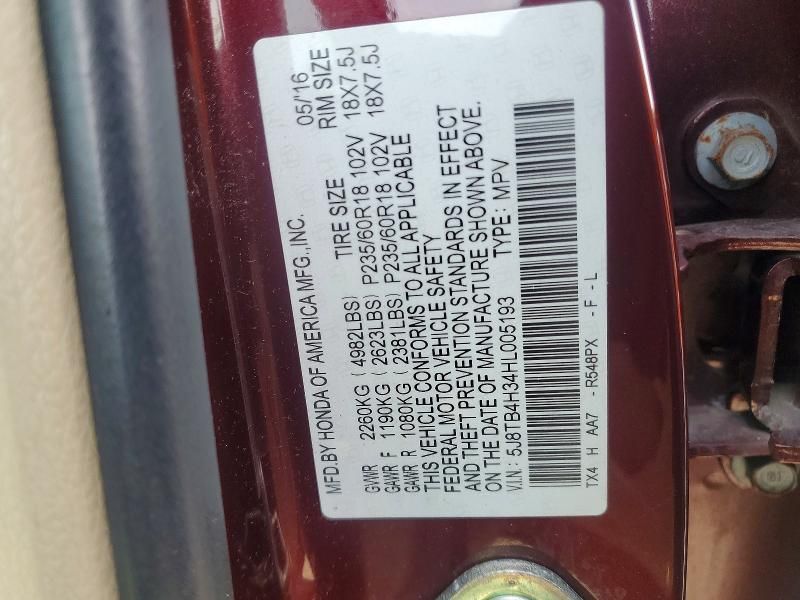 MFD.BY HONDA OF AMERICA MFG.,INC. 05/'16
TIRE SIZE RIM SIZE
GVWR 2260KG ( 4982LBS)
GAWR F 1190KG ( 2623LBS) P235/60R18 102V 18X7.5J
GAWR R 1080KG ( 2381LBS) P235/60R18 102V 18X7.5J
THIS VEHICLE CONFORMS TO ALL APPLICABLE
FEDERAL MOTOR VEHICLE SAFETY
AND THEFT PREVENTION STANDARDS IN EFFECT
ON THE DATE OF MANUFACTURE SHOWN ABOVE.
V.I.N: 5J8TB4H34HL005193 TYPE: MPV
TX4 H AA7 -R548PX -F-L